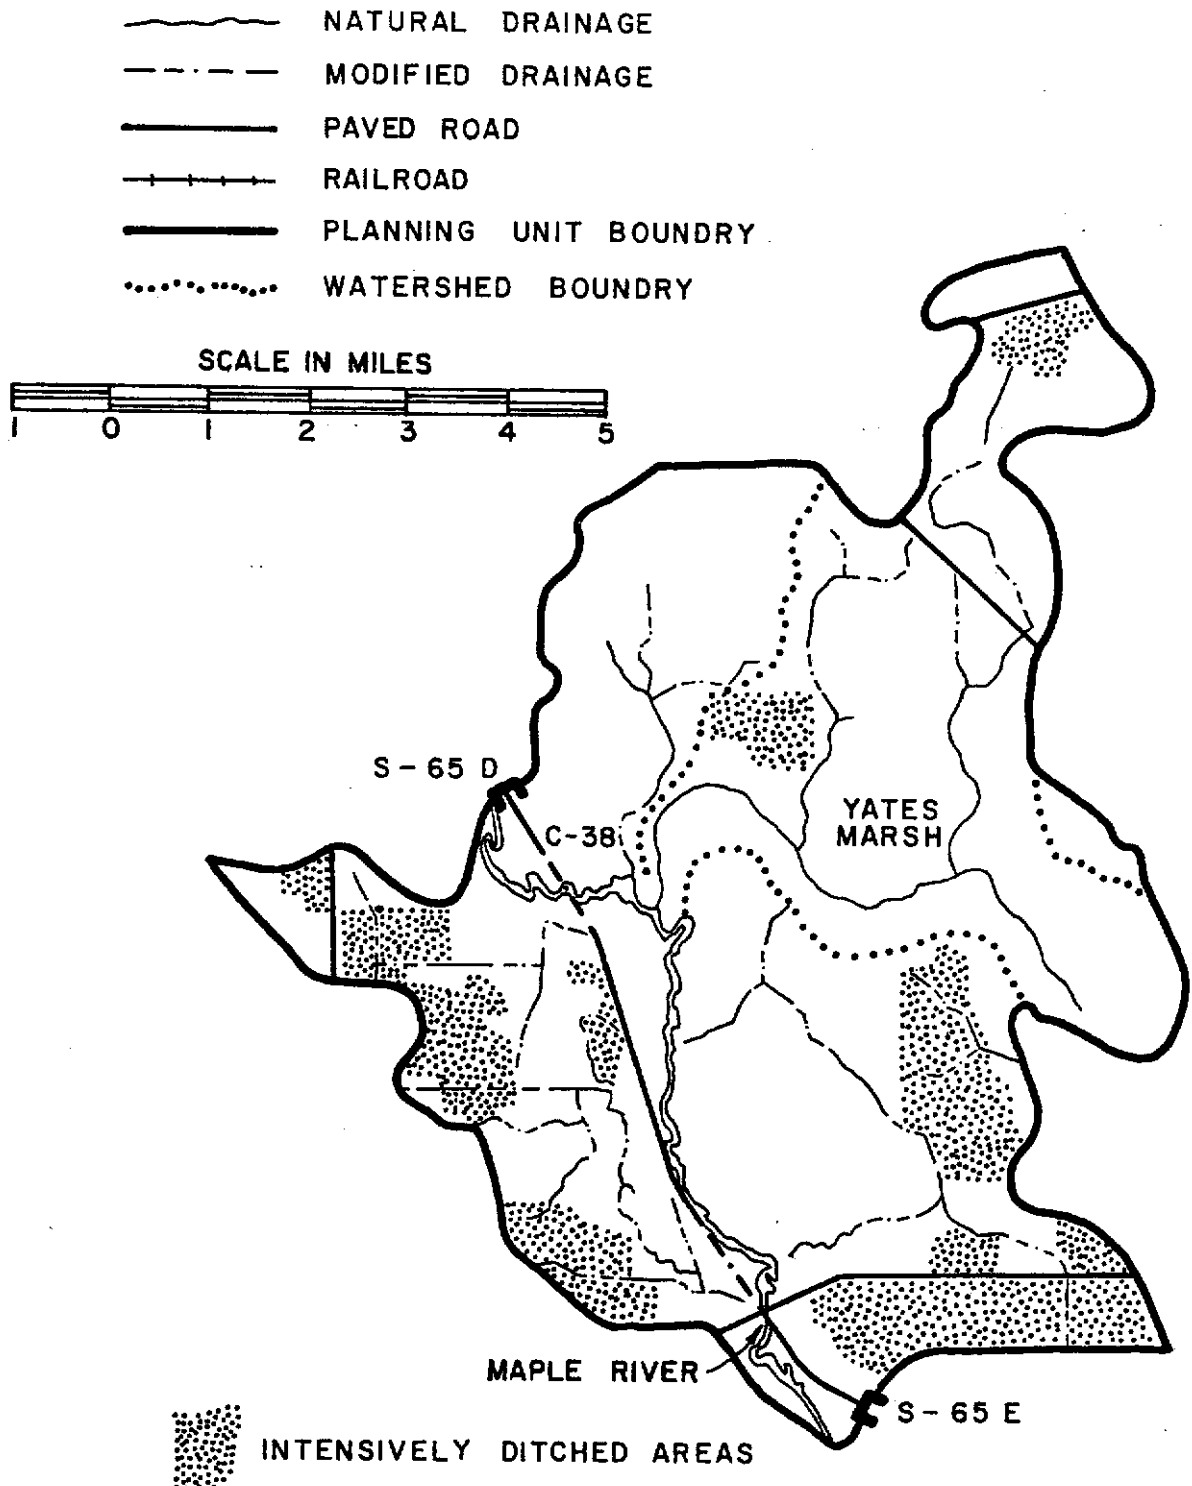 NATURAL DRAINAGE
MODIFIED DRAINAGE
PAVED ROAD
RAILROAD
PLANNING UNIT BOUNDRY
WATERSHED BOUNDRY
SCALE IN MILES
1 0 1 2 3 4 5
S-65 D
C-38
YATES
MARSH
MAPLE RIVER
S-65 E
INTENSIVELY DITCHED AREAS